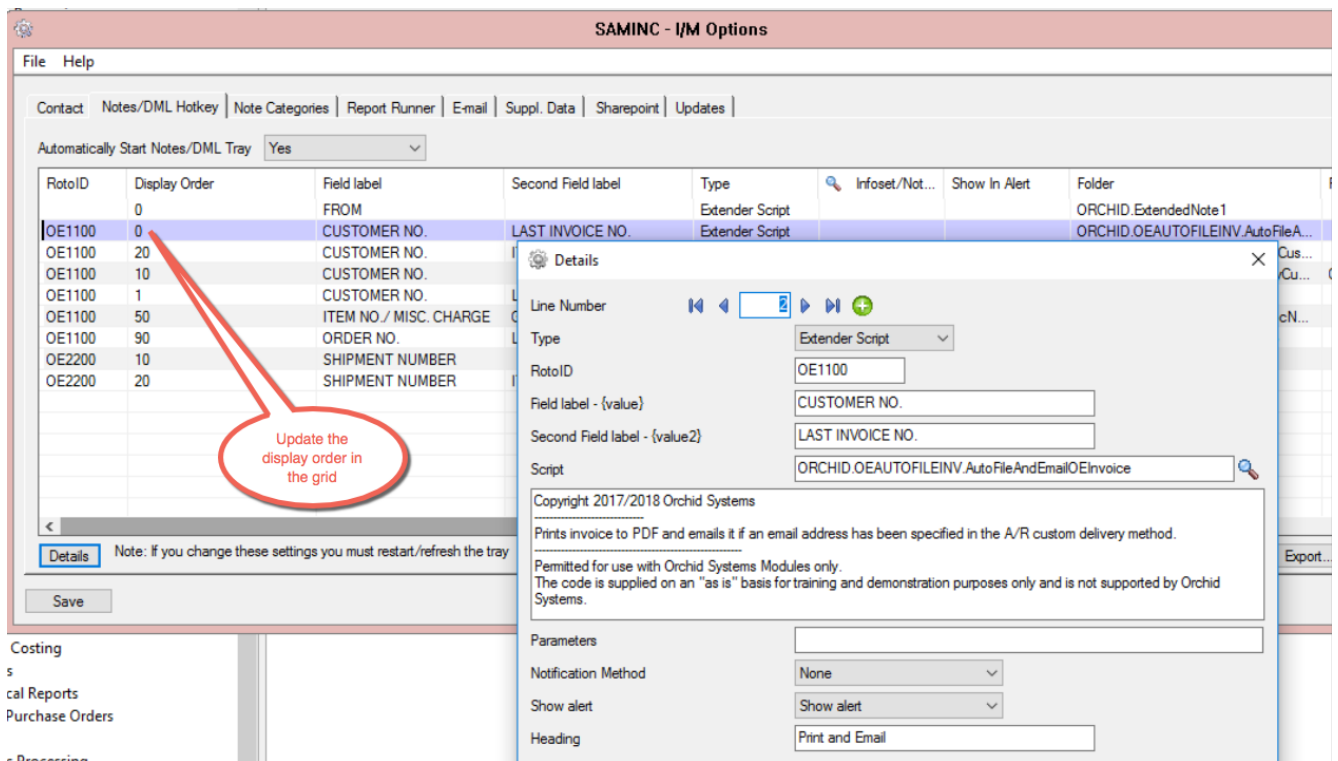 SAMINC - I/M Options
File Help
Contact Notes/DML Hotkey Note Categories Report Runner E-mail Suppl. Data Sharepoint Updates
Automatically Start Notes/DML Tray Yes
RotoID Display Order Field label Second Field label Type Infoset/Not... Show In Alert Folder
0 FROM Extender Script ORCHID.ExtendedNote1
OE1100 0 CUSTOMER NO. LAST INVOICE NO. Extender Script ORCHID.OEAUTOFILEINV.AutoFileA...
OE1100 20 CUSTOMER NO. Cus...
OE1100 10 CUSTOMER NO.
OE1100 1 CUSTOMER NO.
OE1100 50 ITEM NO./ MISC. CHARGE
OE1100 90 ORDER NO.
OE2200 10 SHIPMENT NUMBER
OE2200 20 SHIPMENT NUMBER
Update the
display order in
the grid
Details Note: If you change these settings you must restart/refresh the tray Export...
Save
Details
Line Number 2
Type Extender Script
RotoID OE1100
Field label - {value} CUSTOMER NO.
Second Field label - {value2} LAST INVOICE NO.
Script ORCHID.OEAUTOFILEINV.AutoFileAndEmailOEInvoice
Copyright 2017/2018 Orchid Systems
----------------------------
Prints invoice to PDF and emails it if an email address has been specified in the A/R custom delivery method.
----------------------------------------------------
Permitted for use with Orchid Systems Modules only.
The code is supplied on an "as is" basis for training and demonstration purposes only and is not supported by Orchid
Systems.
Parameters
Notification Method None
Show alert Show alert
Heading Print and Email
Costing
s
cal Reports
Purchase Orders